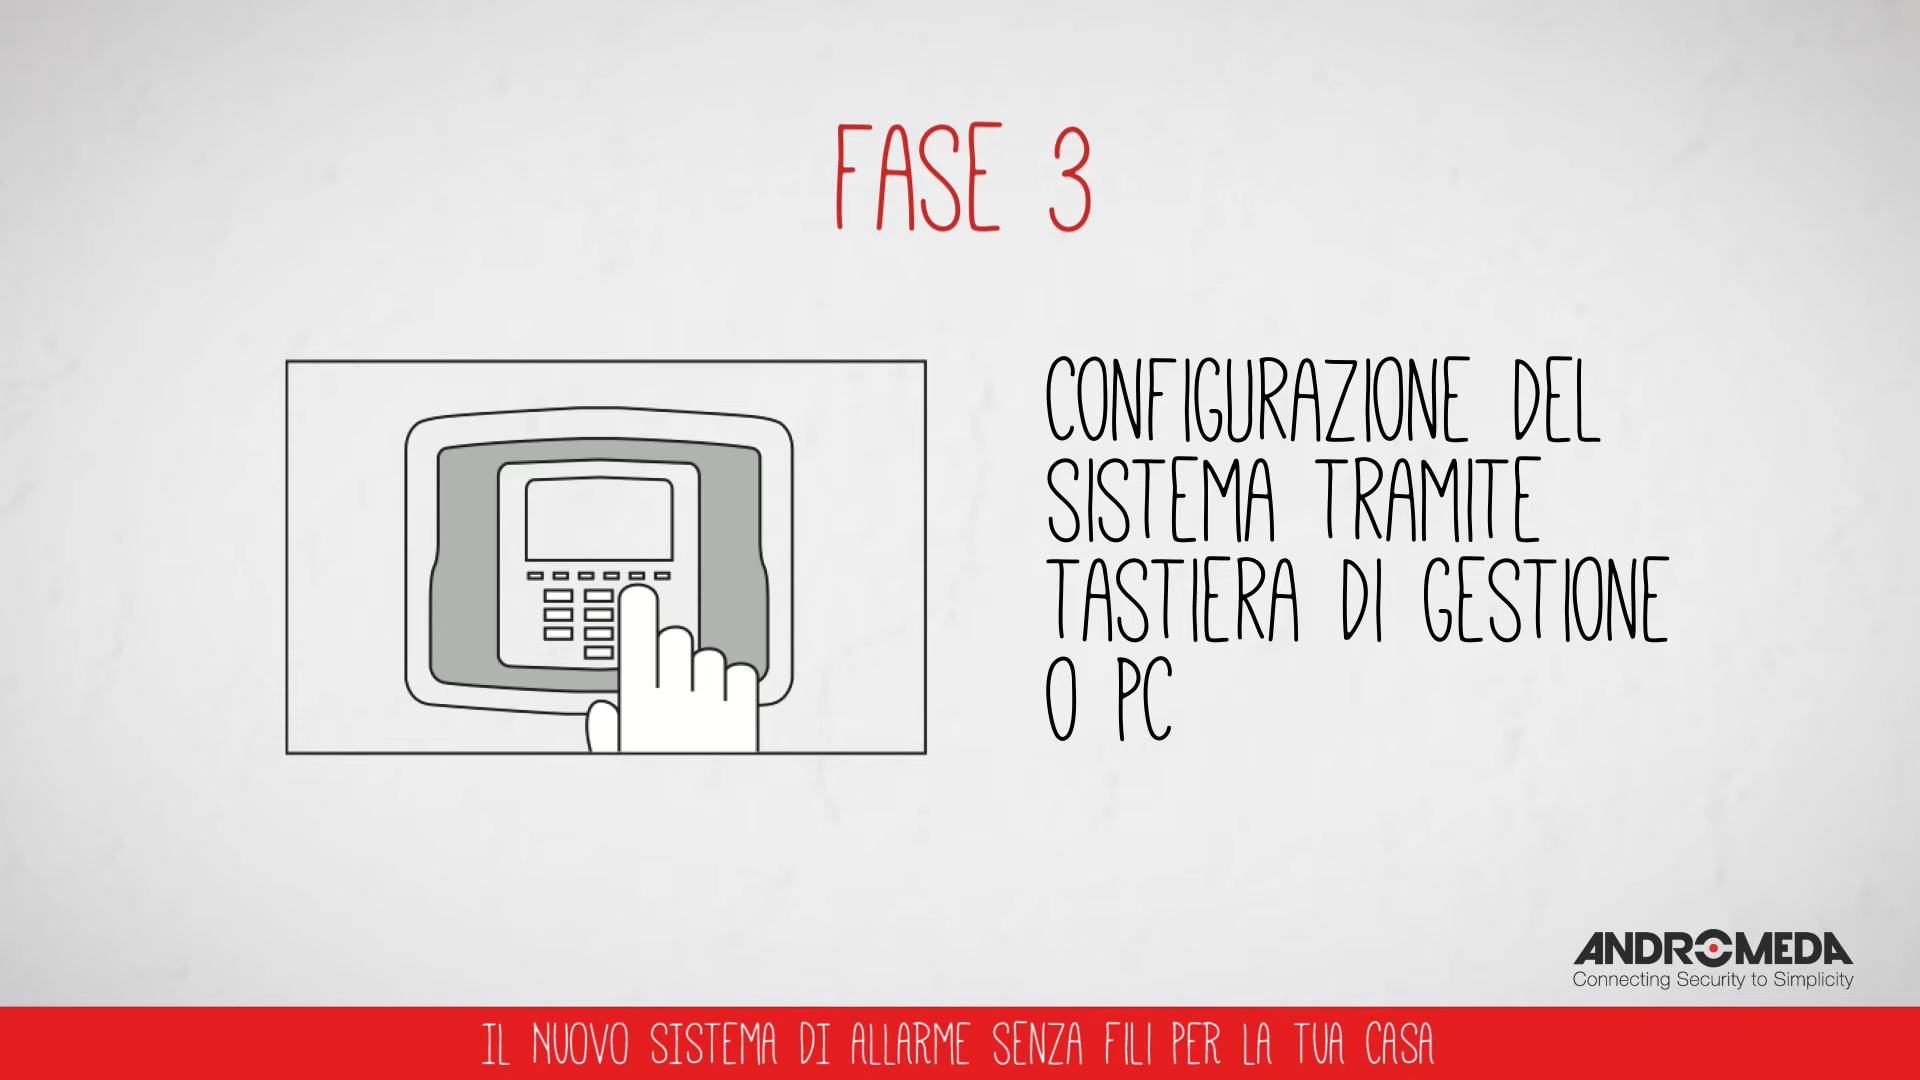 FASE 3
CONFIGURAZIONE DEL
SISTEMA TRAMITE
TASTIERA DI GESTIONE
O PC
ANDROMEDA
Connecting Security to Simplicity
IL NUOVO SISTEMA DI ALLARME SENZA FILI PER LA TUA CASA